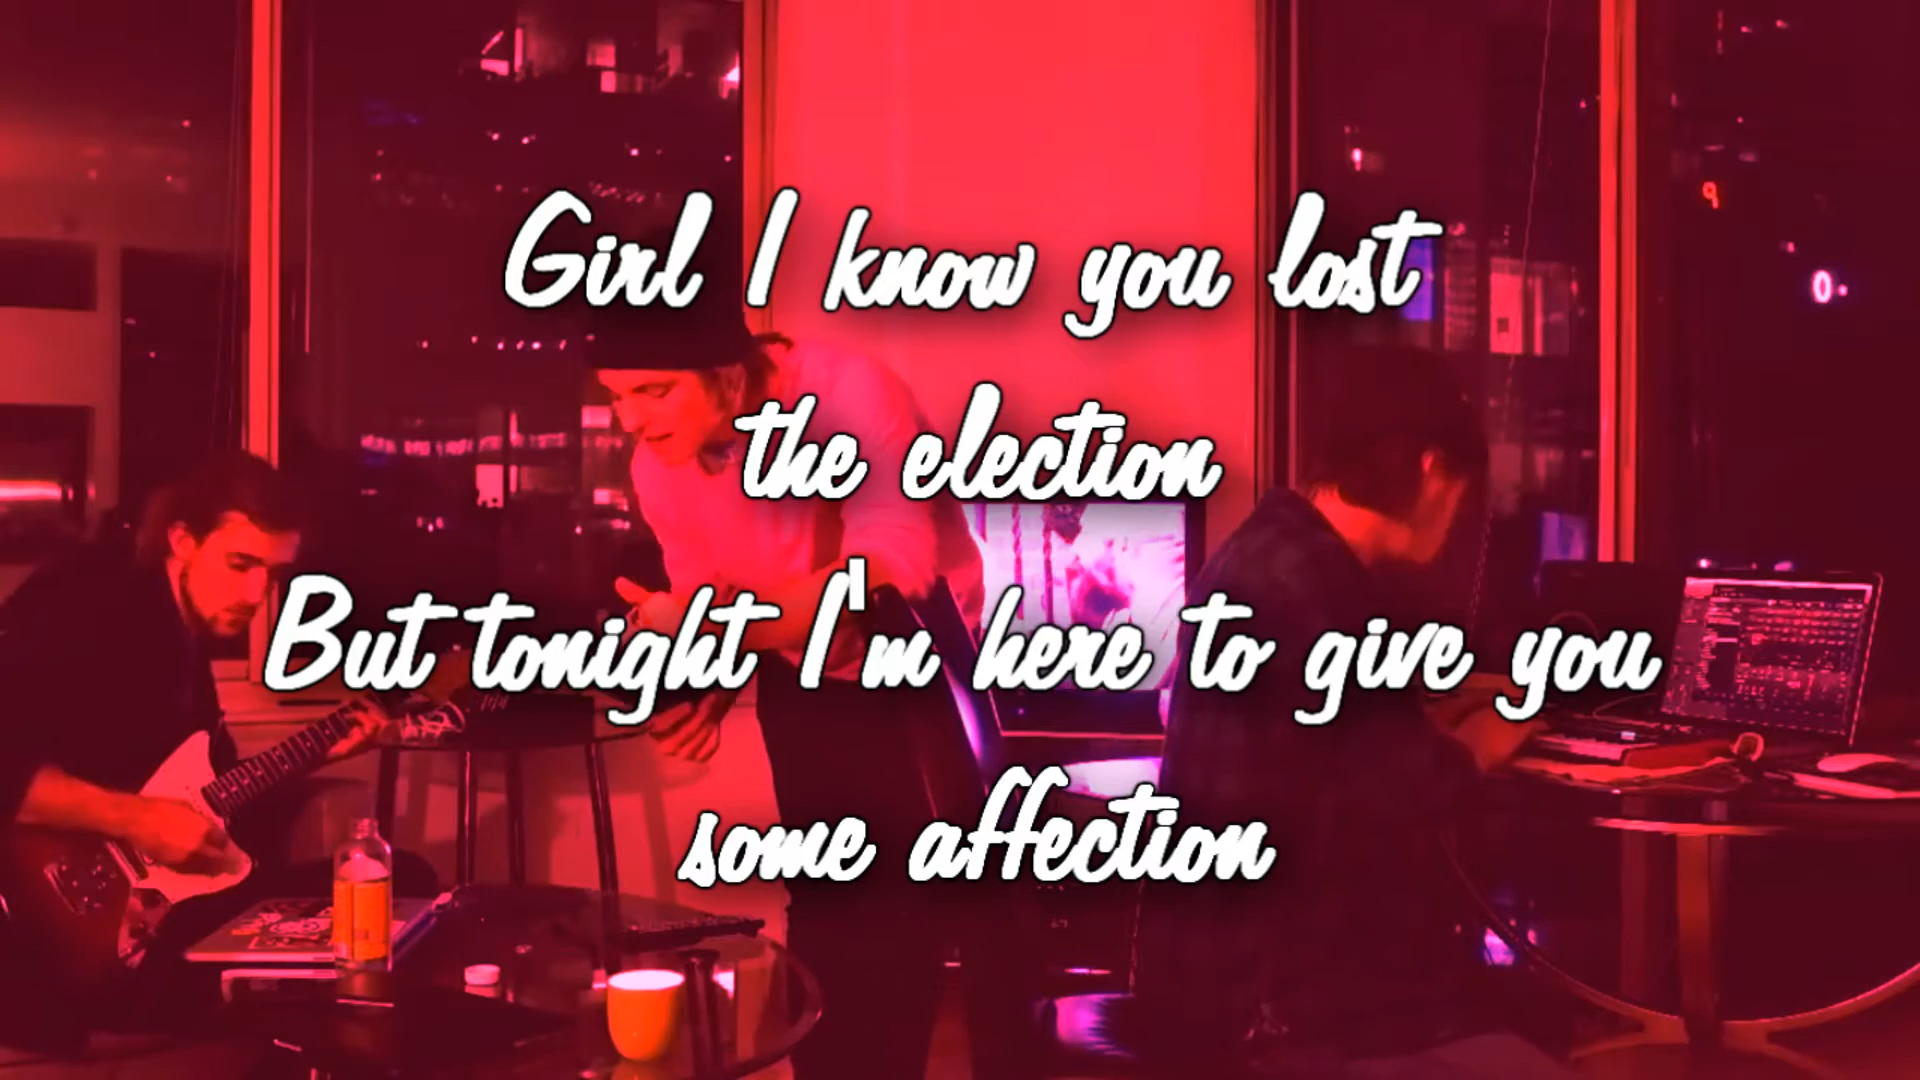 Girl I know you lost
the election
But tonight I'm here to give you
some affection